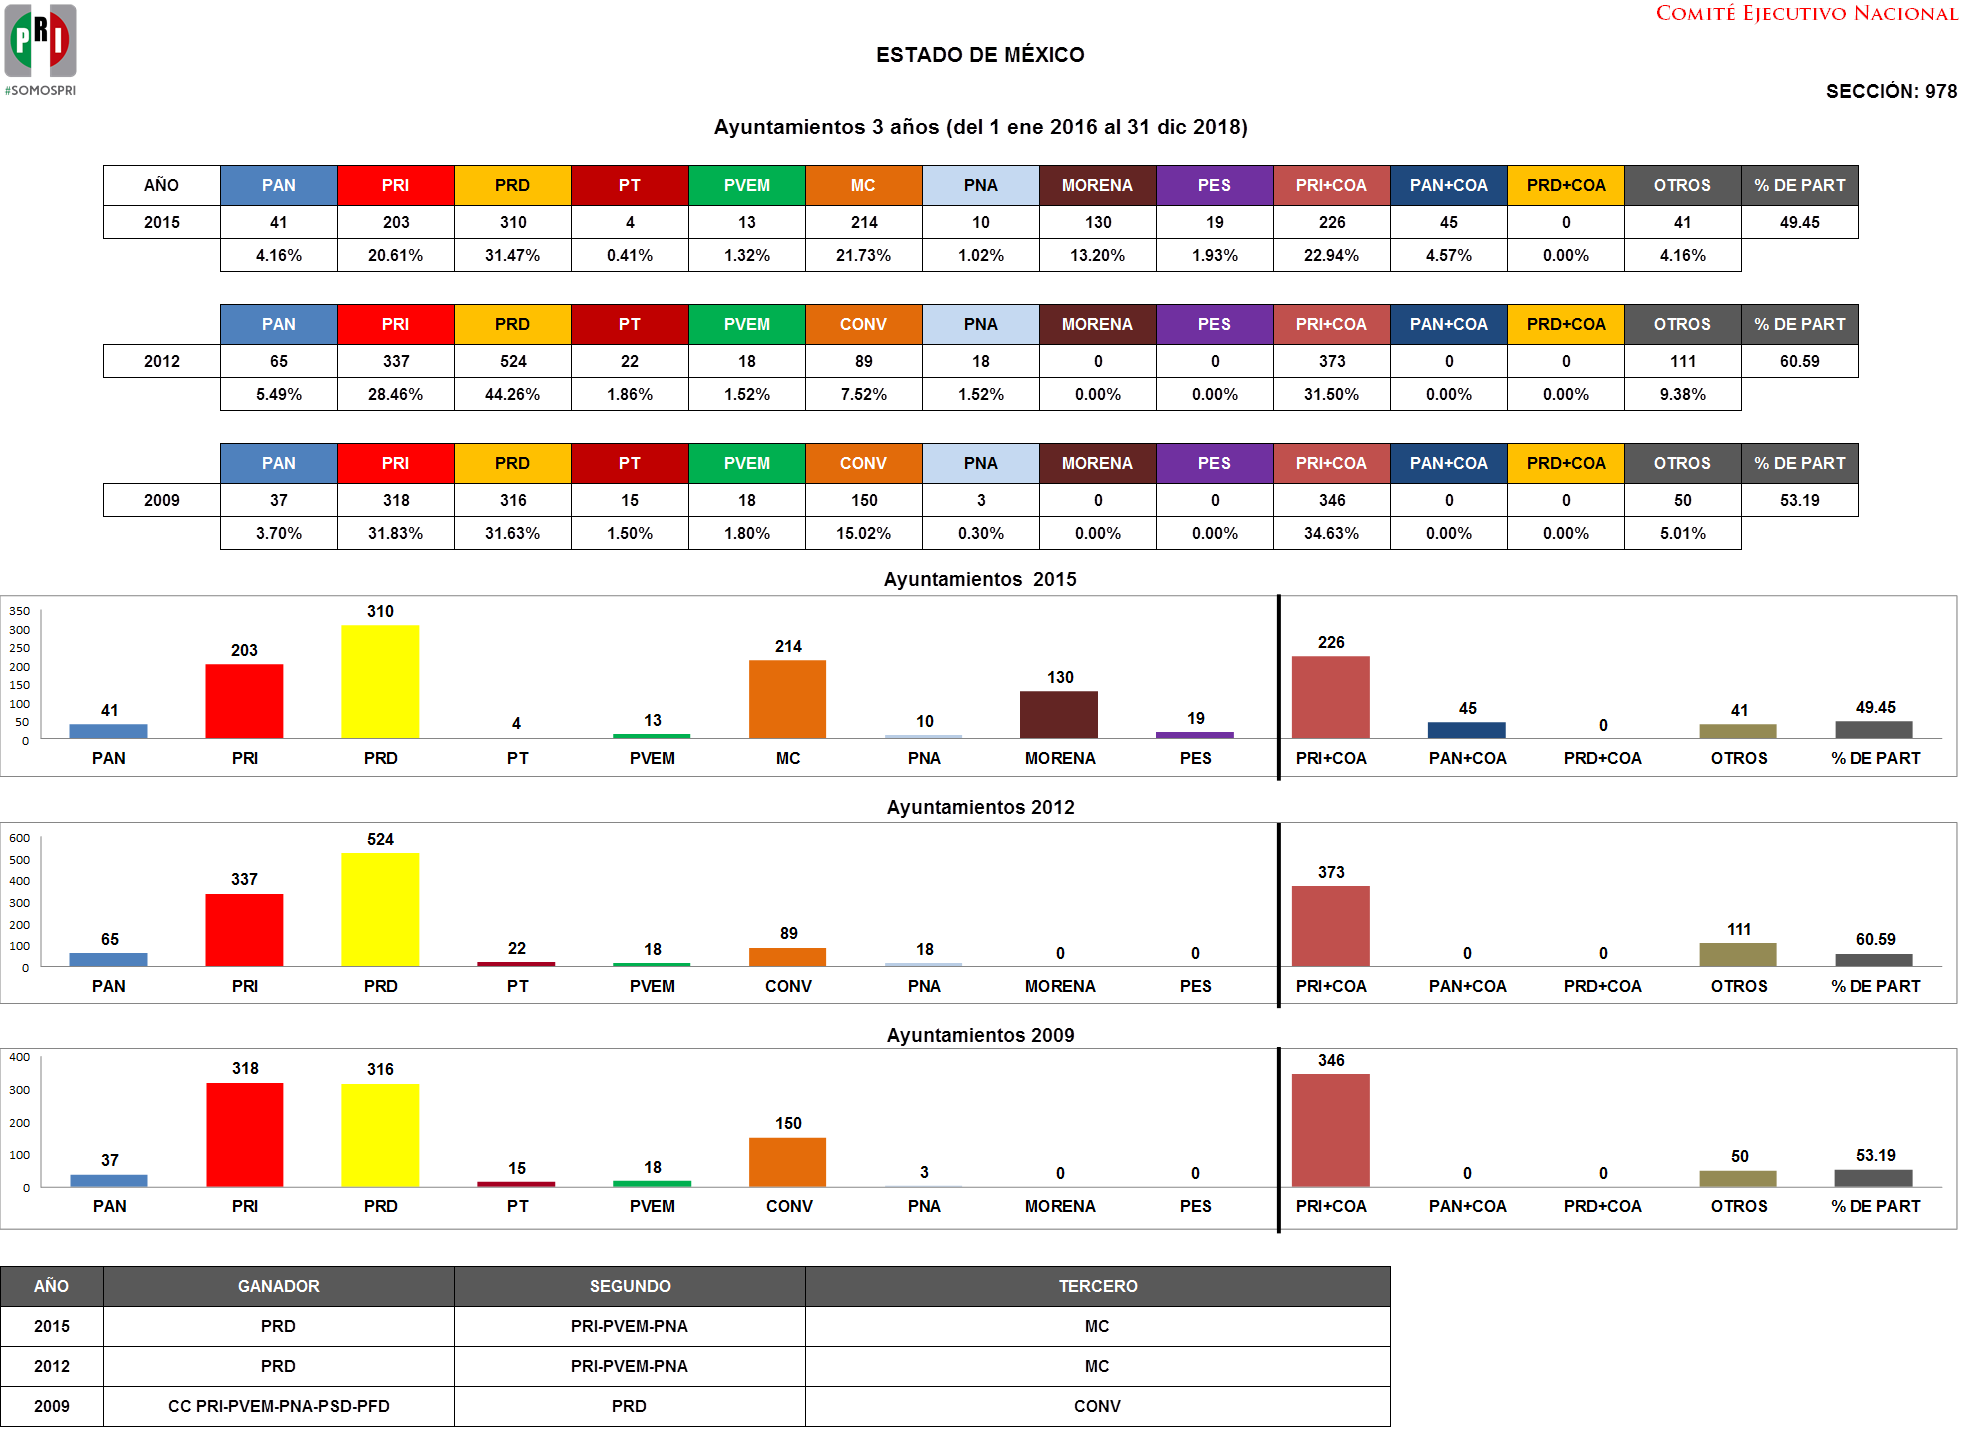 PRI
#SOMOSPRI
COMITÉ EJECUTIVO NACIONAL
ESTADO DE MÉXICO
SECCIÓN: 978
Ayuntamientos 3 años (del 1 ene 2016 al 31 dic 2018)
AÑO PAN PRI PRD PT PVEM MC PNA MORENA PES PRI+COA PAN+COA PRD+COA OTROS % DE PART
2015 41 203 310 4 13 214 10 130 19 226 45 0 41 49.45
4.16% 20.61% 31.47% 0.41% 1.32% 21.73% 1.02% 13.20% 1.93% 22.94% 4.57% 0.00% 4.16%
PAN PRI PRD PT PVEM CONV PNA MORENA PES PRI+COA PAN+COA PRD+COA OTROS % DE PART
2012 65 337 524 22 18 89 18 0 0 373 0 0 111 60.59
5.49% 28.46% 44.26% 1.86% 1.52% 7.52% 1.52% 0.00% 0.00% 31.50% 0.00% 0.00% 9.38%
PAN PRI PRD PT PVEM CONV PNA MORENA PES PRI+COA PAN+COA PRD+COA OTROS % DE PART
2009 37 318 316 15 18 150 3 0 0 346 0 0 50 53.19
3.70% 31.83% 31.63% 1.50% 1.80% 15.02% 0.30% 0.00% 0.00% 34.63% 0.00% 0.00% 5.01%
Ayuntamientos 2015
350
300
250
200
150
100
50
0
41 203 310 4 13 214 10 130 19 226 45 0 41 49.45
PAN PRI PRD PT PVEM MC PNA MORENA PES PRI+COA PAN+COA PRD+COA OTROS % DE PART
Ayuntamientos 2012
600
500
400
300
200
100
0
65 337 524 22 18 89 18 0 0 373 0 0 111 60.59
PAN PRI PRD PT PVEM CONV PNA MORENA PES PRI+COA PAN+COA PRD+COA OTROS % DE PART
Ayuntamientos 2009
400
300
200
100
0
37 318 316 15 18 150 3 0 0 346 0 0 50 53.19
PAN PRI PRD PT PVEM CONV PNA MORENA PES PRI+COA PAN+COA PRD+COA OTROS % DE PART
AÑO GANADOR SEGUNDO TERCERO
2015 PRD PRI-PVEM-PNA MC
2012 PRD PRI-PVEM-PNA MC
2009 CC PRI-PVEM-PNA-PSD-PFD PRD CONV